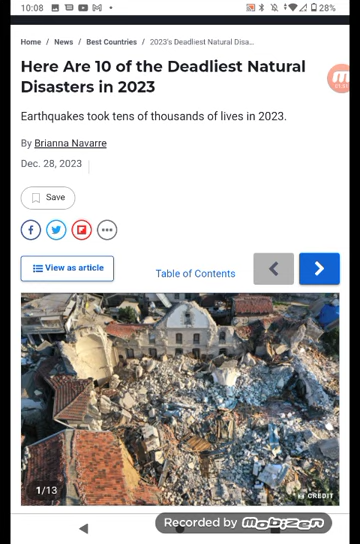 10:08
28%
Home / News / Best Countries / 2023's Deadliest Natural Disa...
Here Are 10 of the Deadliest Natural
Disasters in 2023
Earthquakes took tens of thousands of lives in 2023.
By Brianna Navarre
Dec. 28, 2023
Save
View as article
Table of Contents
1/13
CREDIT
Recorded by mobizen